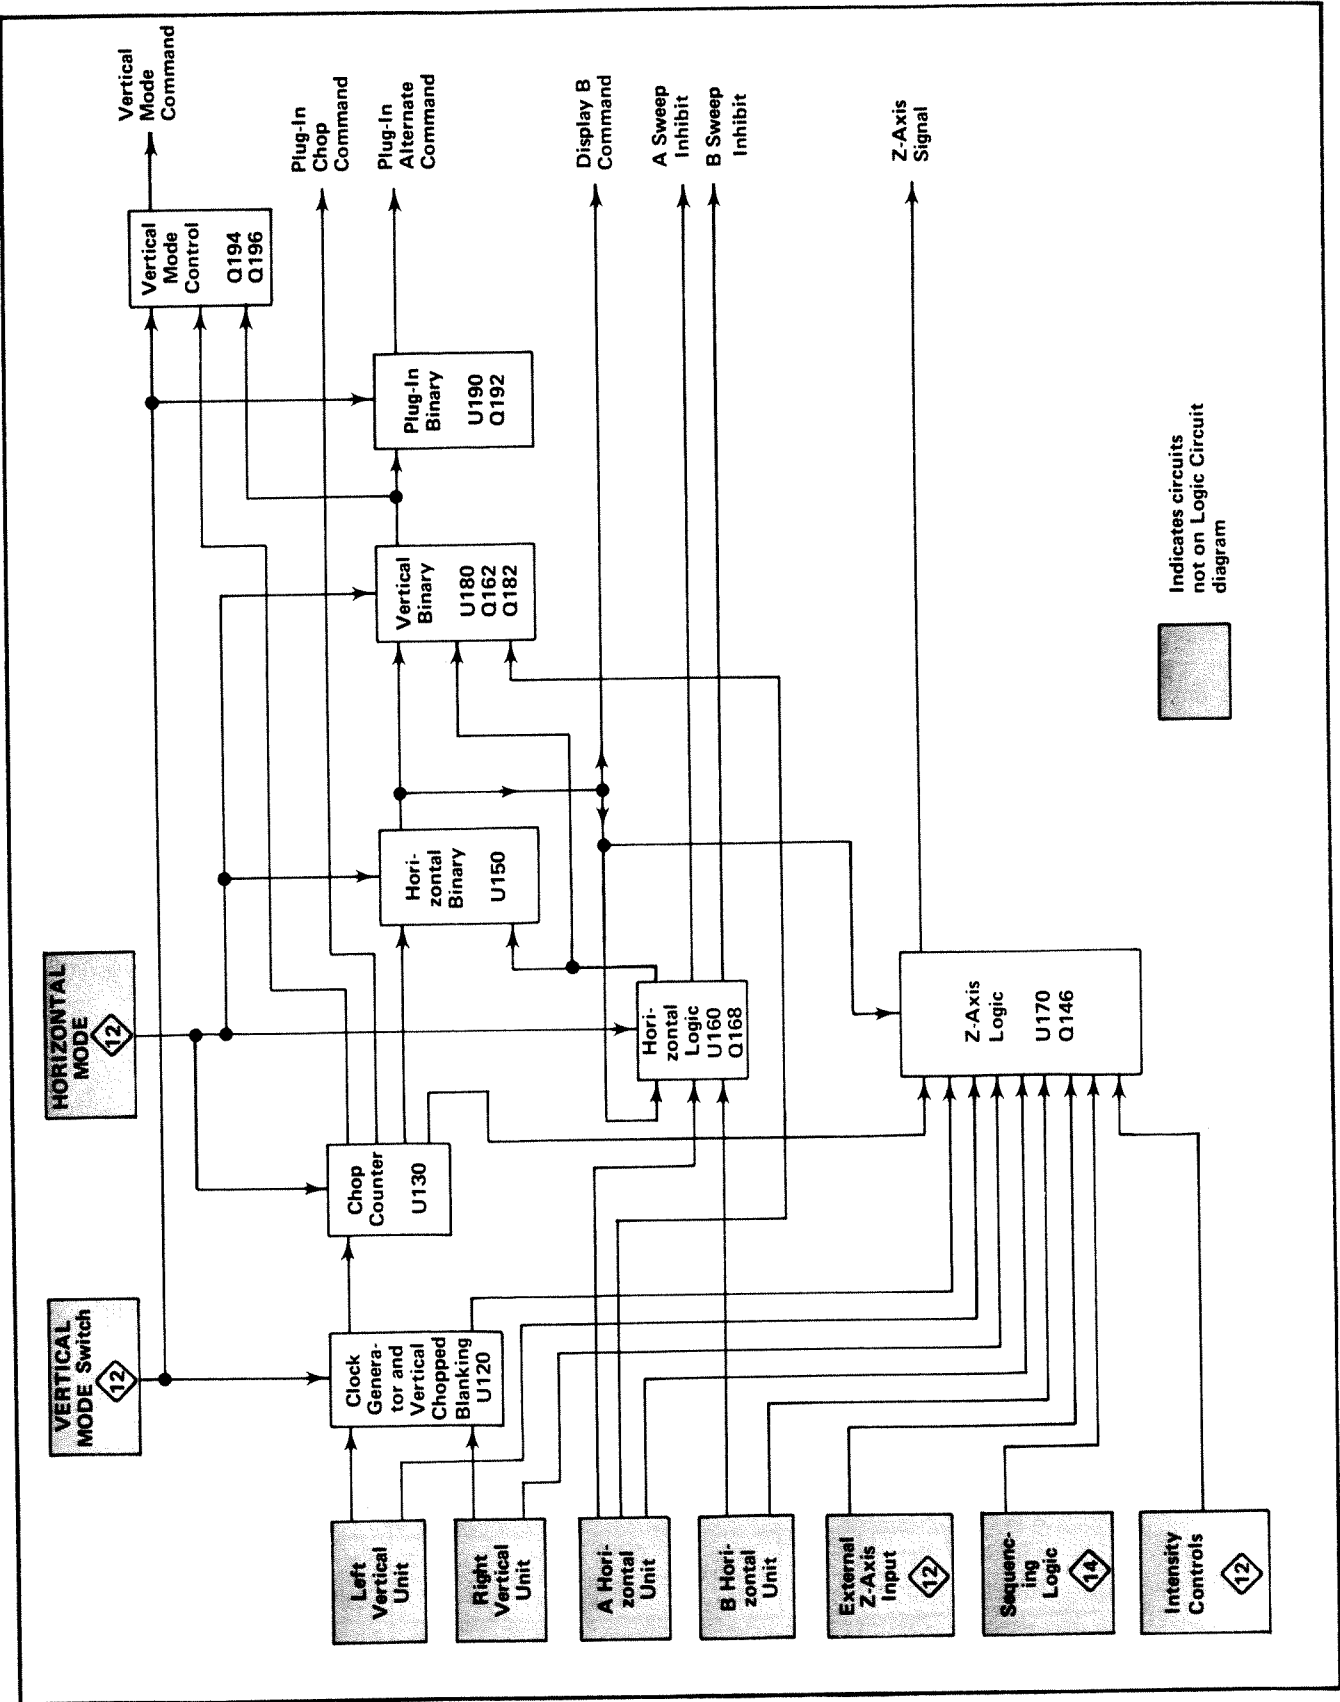 VERTICAL
MODE Switch
12
HORIZONTAL
MODE
12
Vertical
Mode
Control
Q194
Q196
Vertical
Mode
Command
Plug-In
Chop
Command
Left
Vertical
Unit
Clock
Genera-
tor and
Vertical
Chopped
Blanking
U120
Chop
Counter
U130
Hori-
zontal
Binary
U150
Vertical
Binary
U180
Q162
Q182
Plug-In
Binary
U190
Q192
Plug-In
Alternate
Command
Right
Vertical
Unit
Display B
Command
A Hori-
zontal
Unit
Hori-
zontal
Logic
U160
Q168
A Sweep
Inhibit
B Sweep
Inhibit
B Hori-
zontal
Unit
External
Z-Axis
Input
12
Z-Axis
Logic
U170
Q146
Z-Axis
Signal
Sequenc-
ing
Logic
14
Intensity
Controls
12
Indicates circuits
not on Logic Circuit
diagram